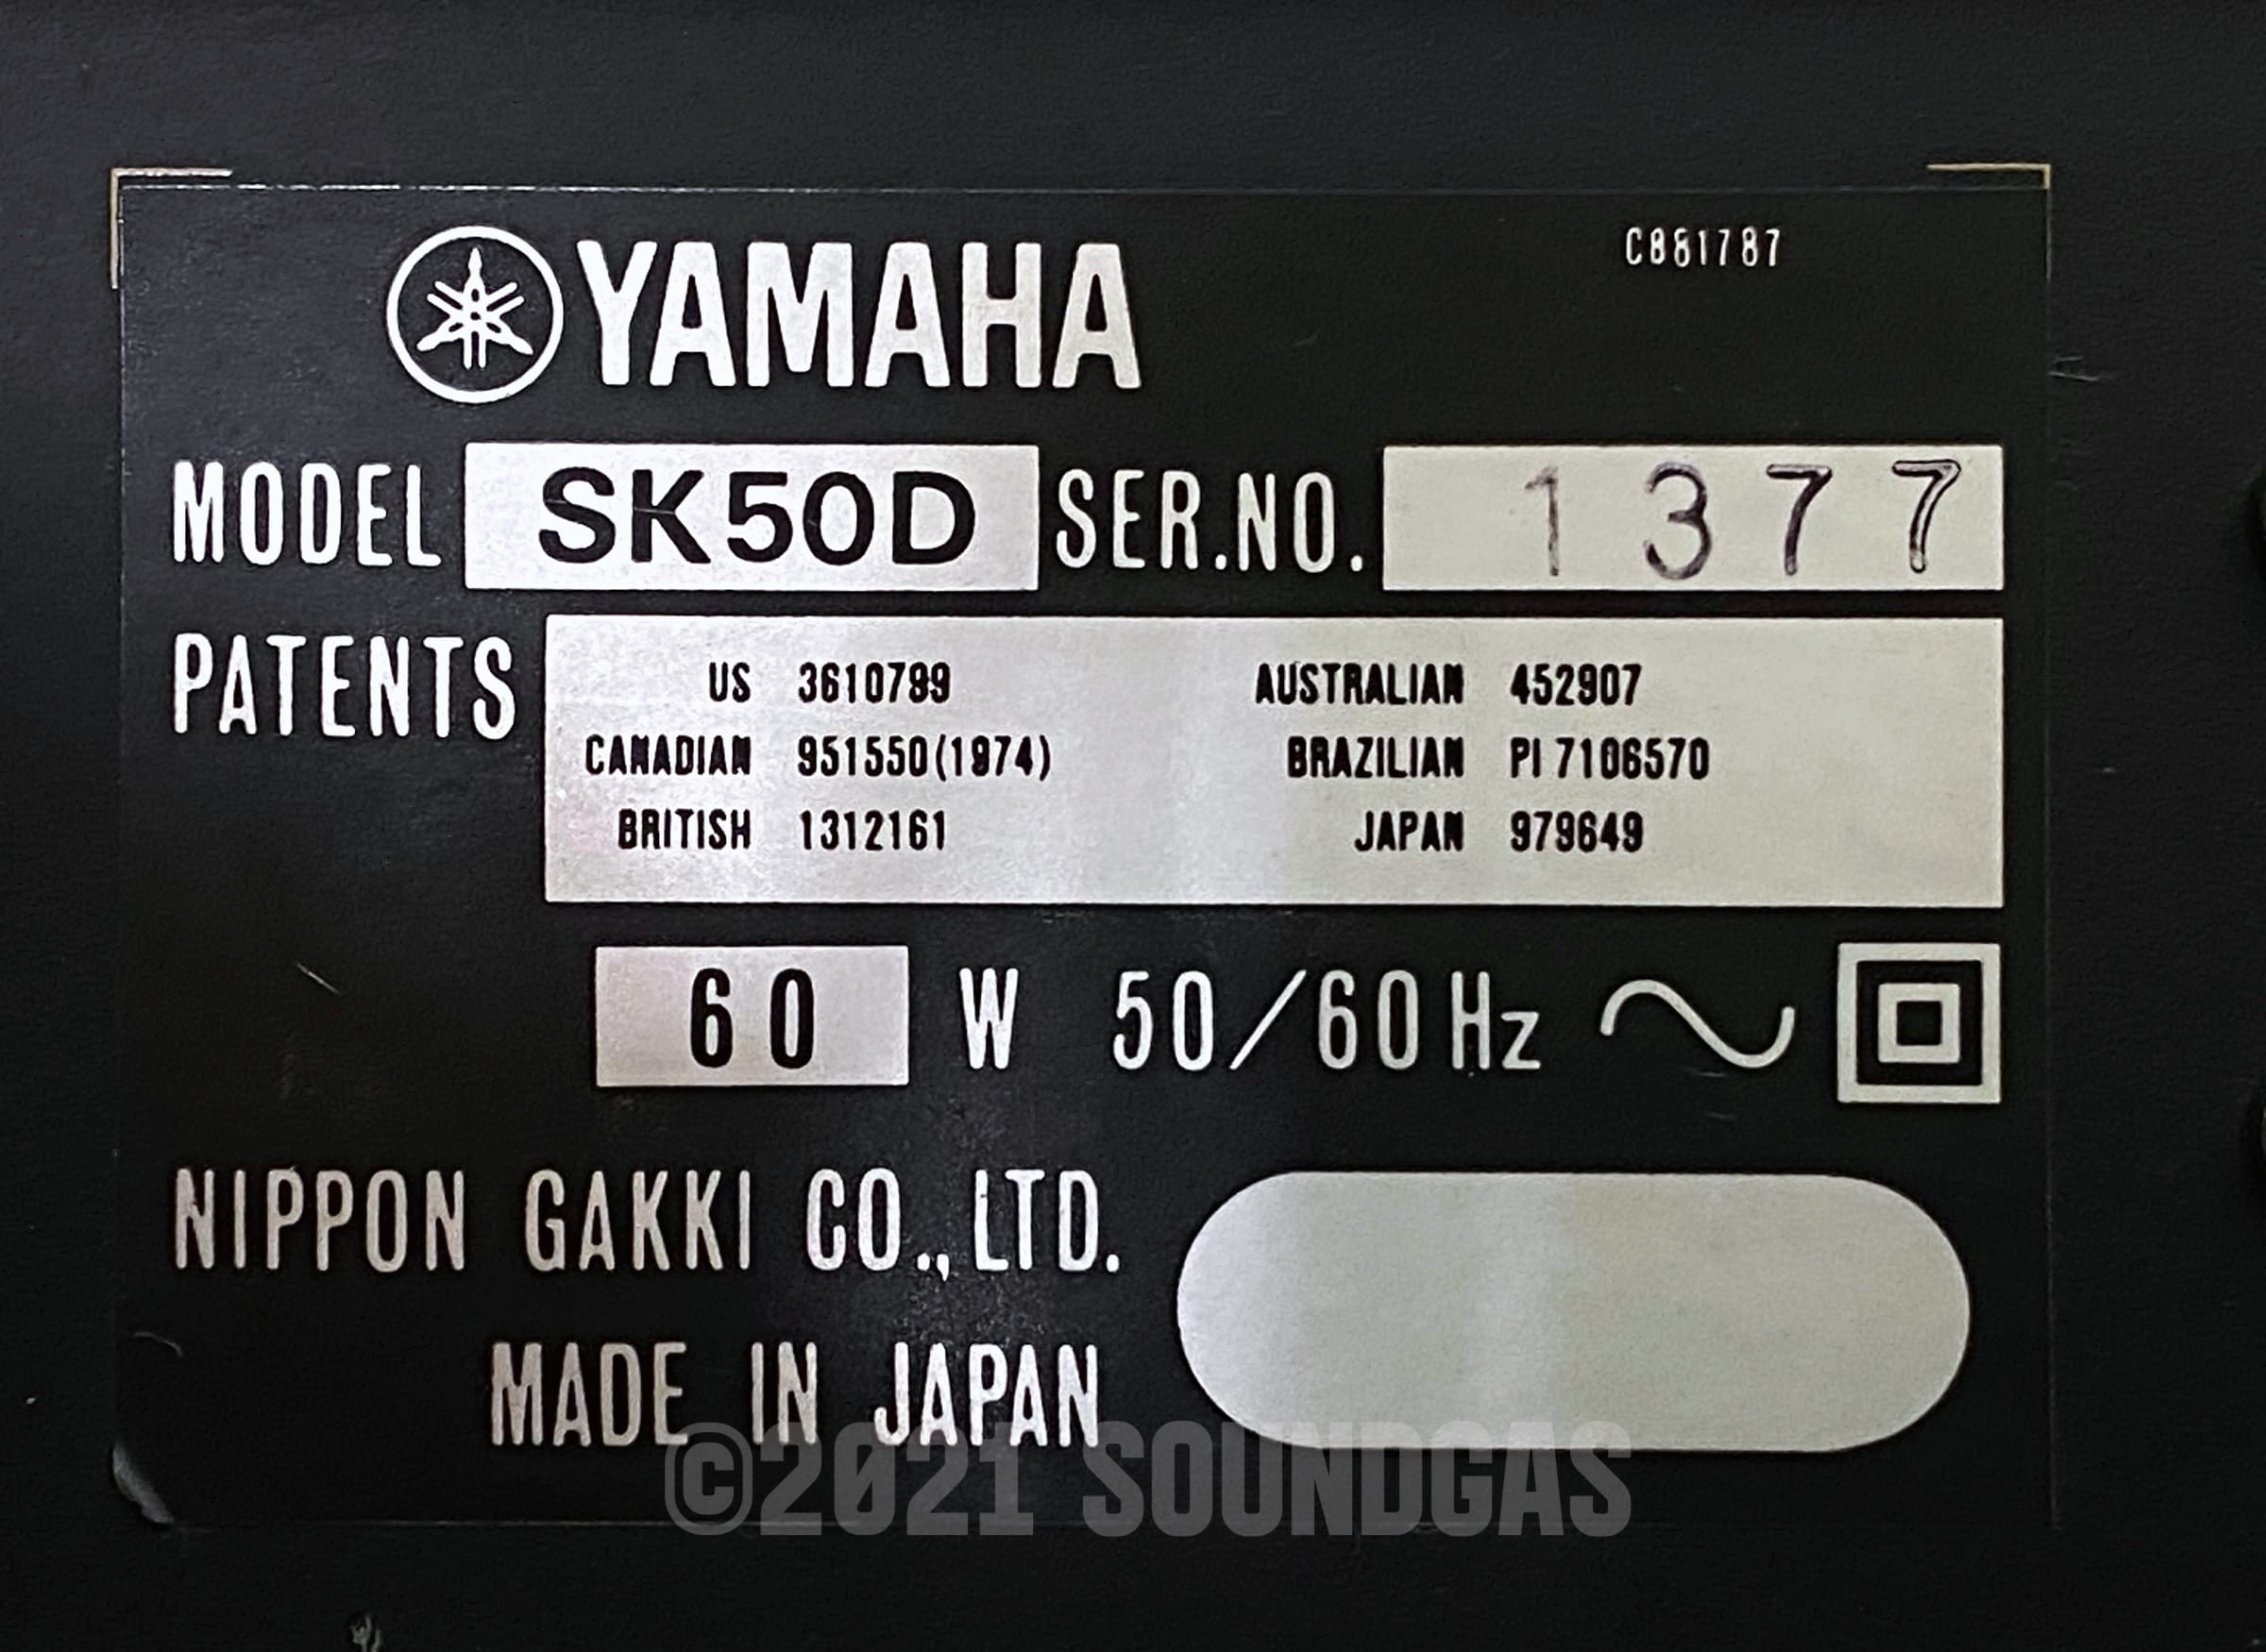 YAMAHA
C881787
MODEL SK50D SER.NO. 1377
PATENTS
US 3610799 AUSTRALIAN 452907
CANADIAN 951550(1974) BRAZILIAN PI 7106570
BRITISH 1312161 JAPAN 979649
60 W 50/60Hz
NIPPON GAKKI CO., LTD.
MADE IN JAPAN
©2021 SOUNDGAS